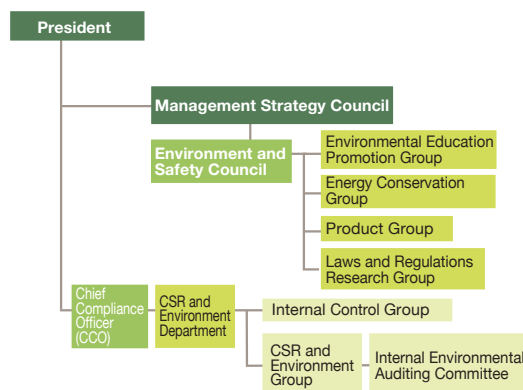 President
Management Strategy Council
Environment and
Safety Council
Environmental Education
Promotion Group
Energy Conservation
Group
Product Group
Laws and Regulations
Research Group
Chief
Compliance
Officer
(CCO)
CSR and
Environment
Department
Internal Control Group
CSR and
Environment
Group
Internal Environmental
Auditing Committee